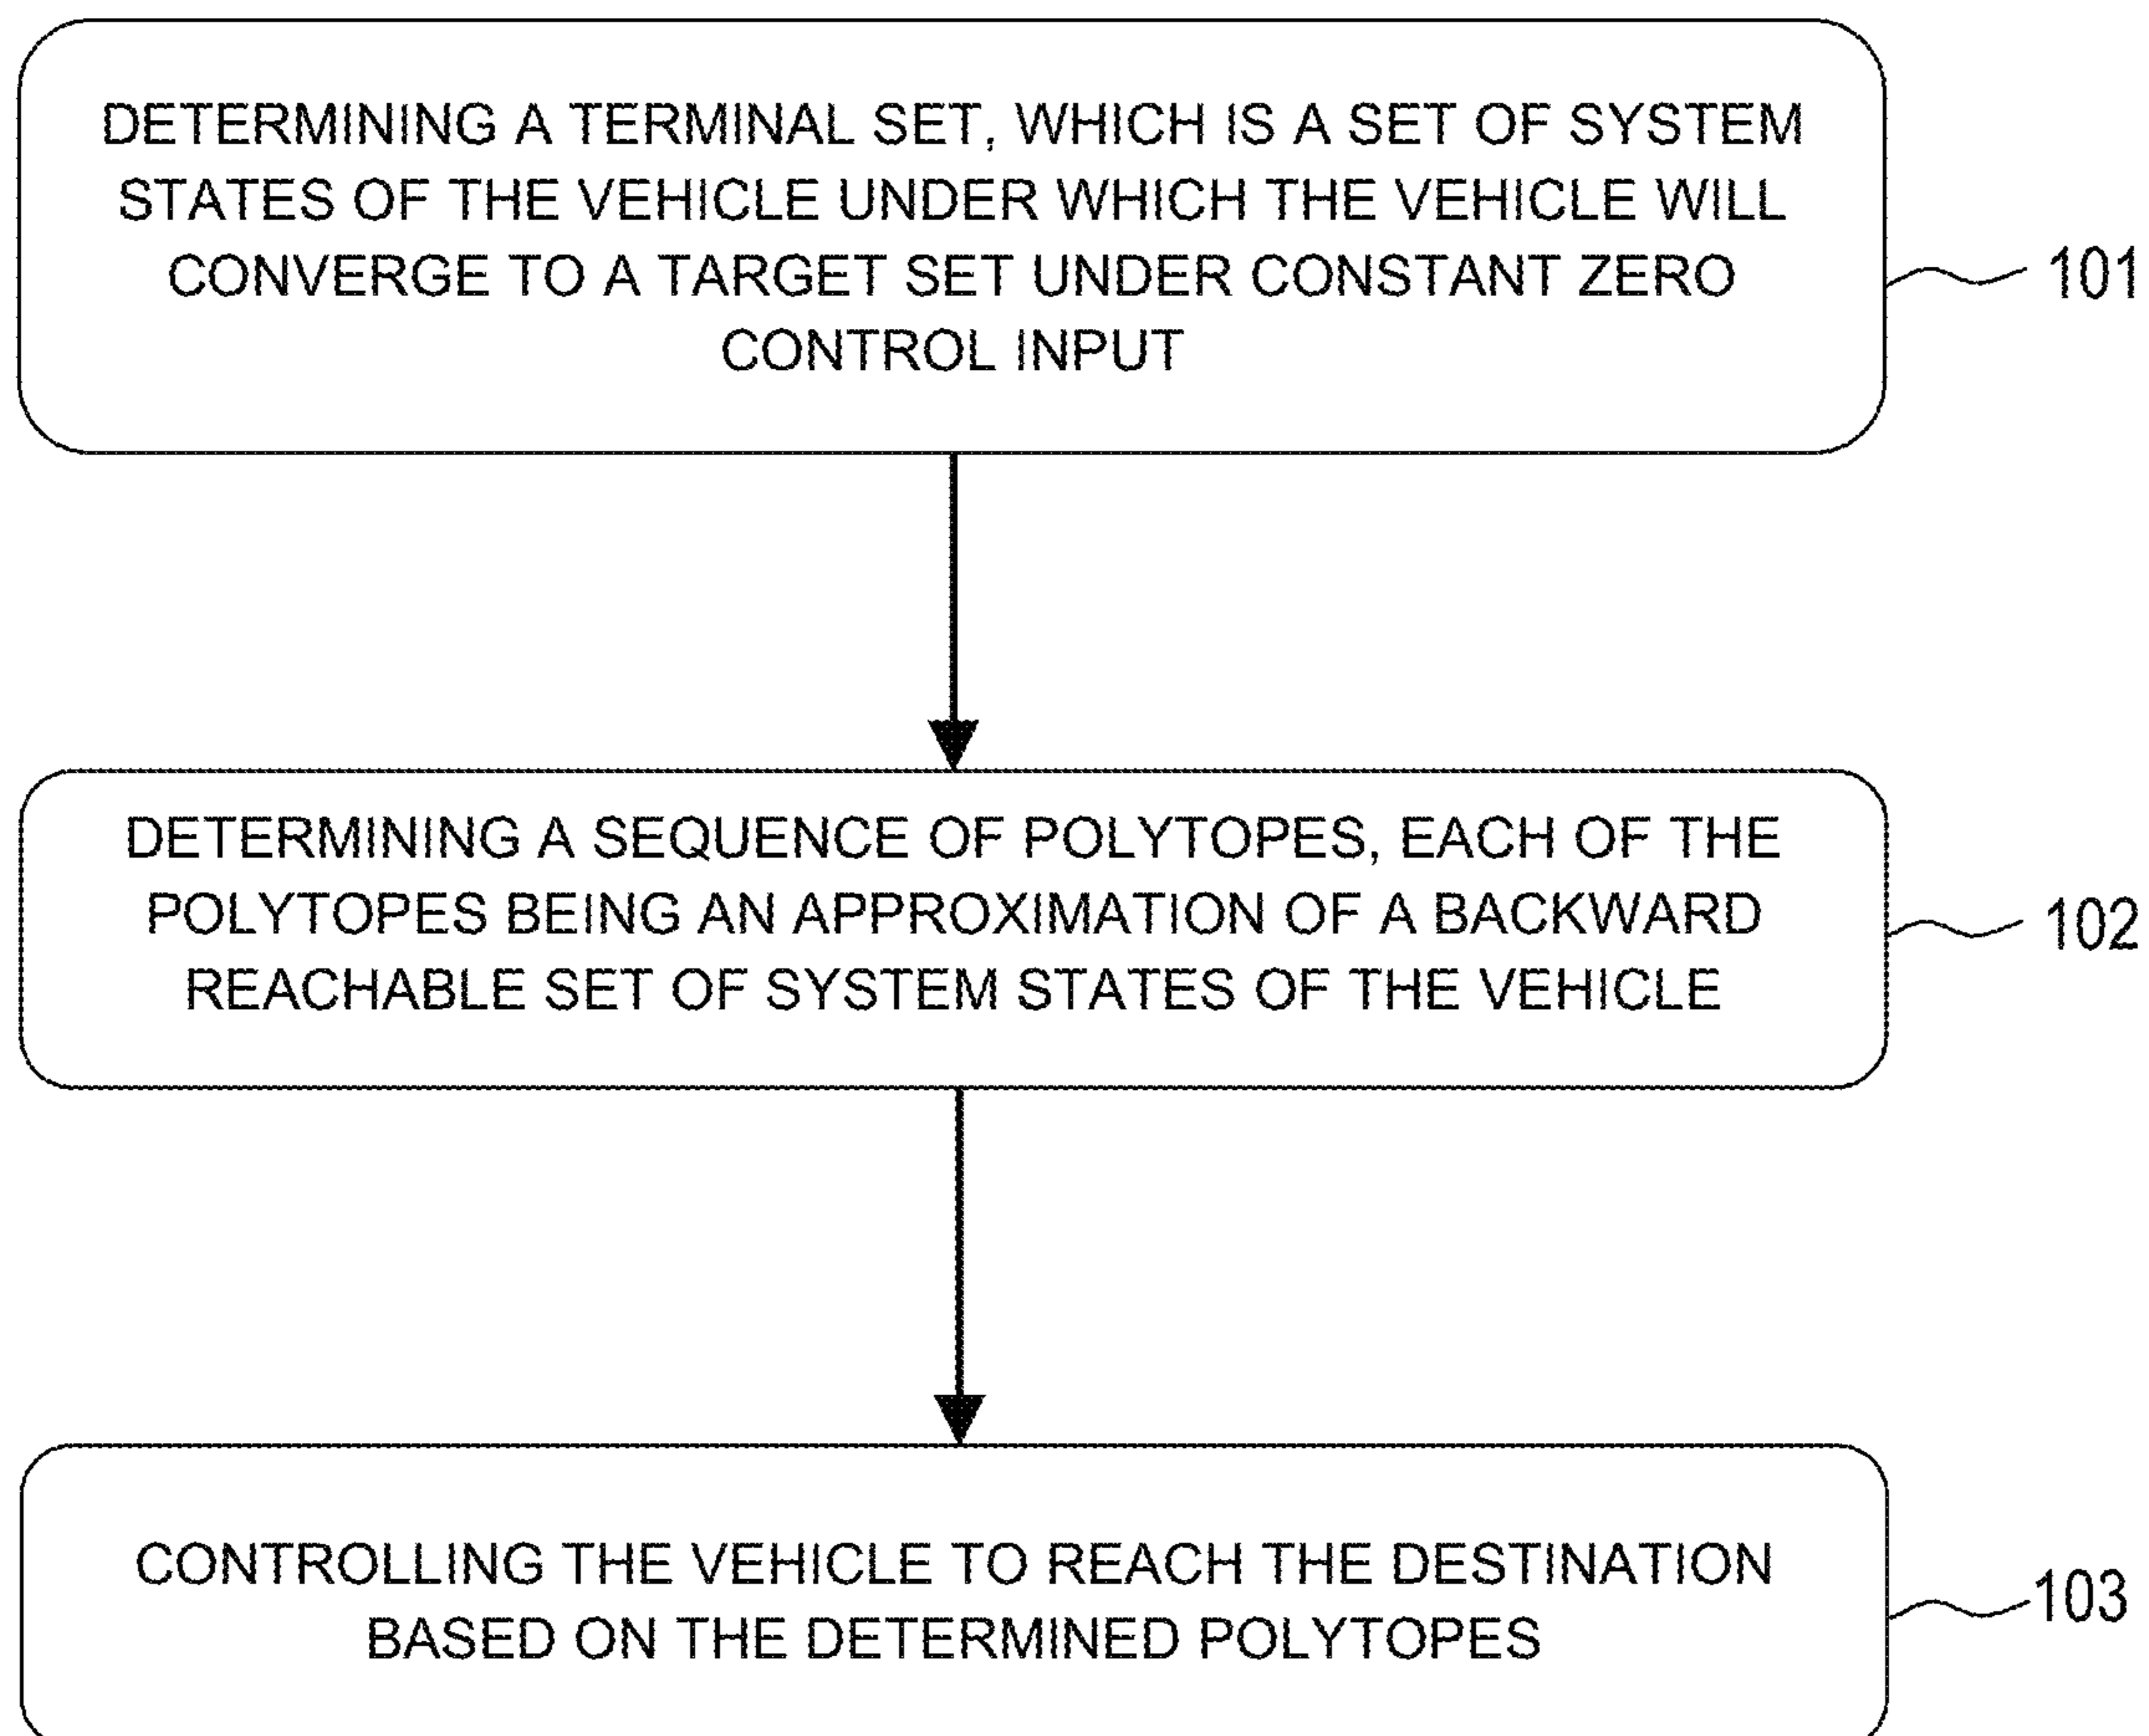 DETERMINING A TERMINAL SET, WHICH IS A SET OF SYSTEM
STATES OF THE VEHICLE UNDER WHICH THE VEHICLE WILL
CONVERGE TO A TARGET SET UNDER CONSTANT ZERO
CONTROL INPUT
101
DETERMINING A SEQUENCE OF POLYTOPES, EACH OF THE
POLYTOPES BEING AN APPROXIMATION OF A BACKWARD
REACHABLE SET OF SYSTEM STATES OF THE VEHICLE
102
CONTROLLING THE VEHICLE TO REACH THE DESTINATION
BASED ON THE DETERMINED POLYTOPES
103